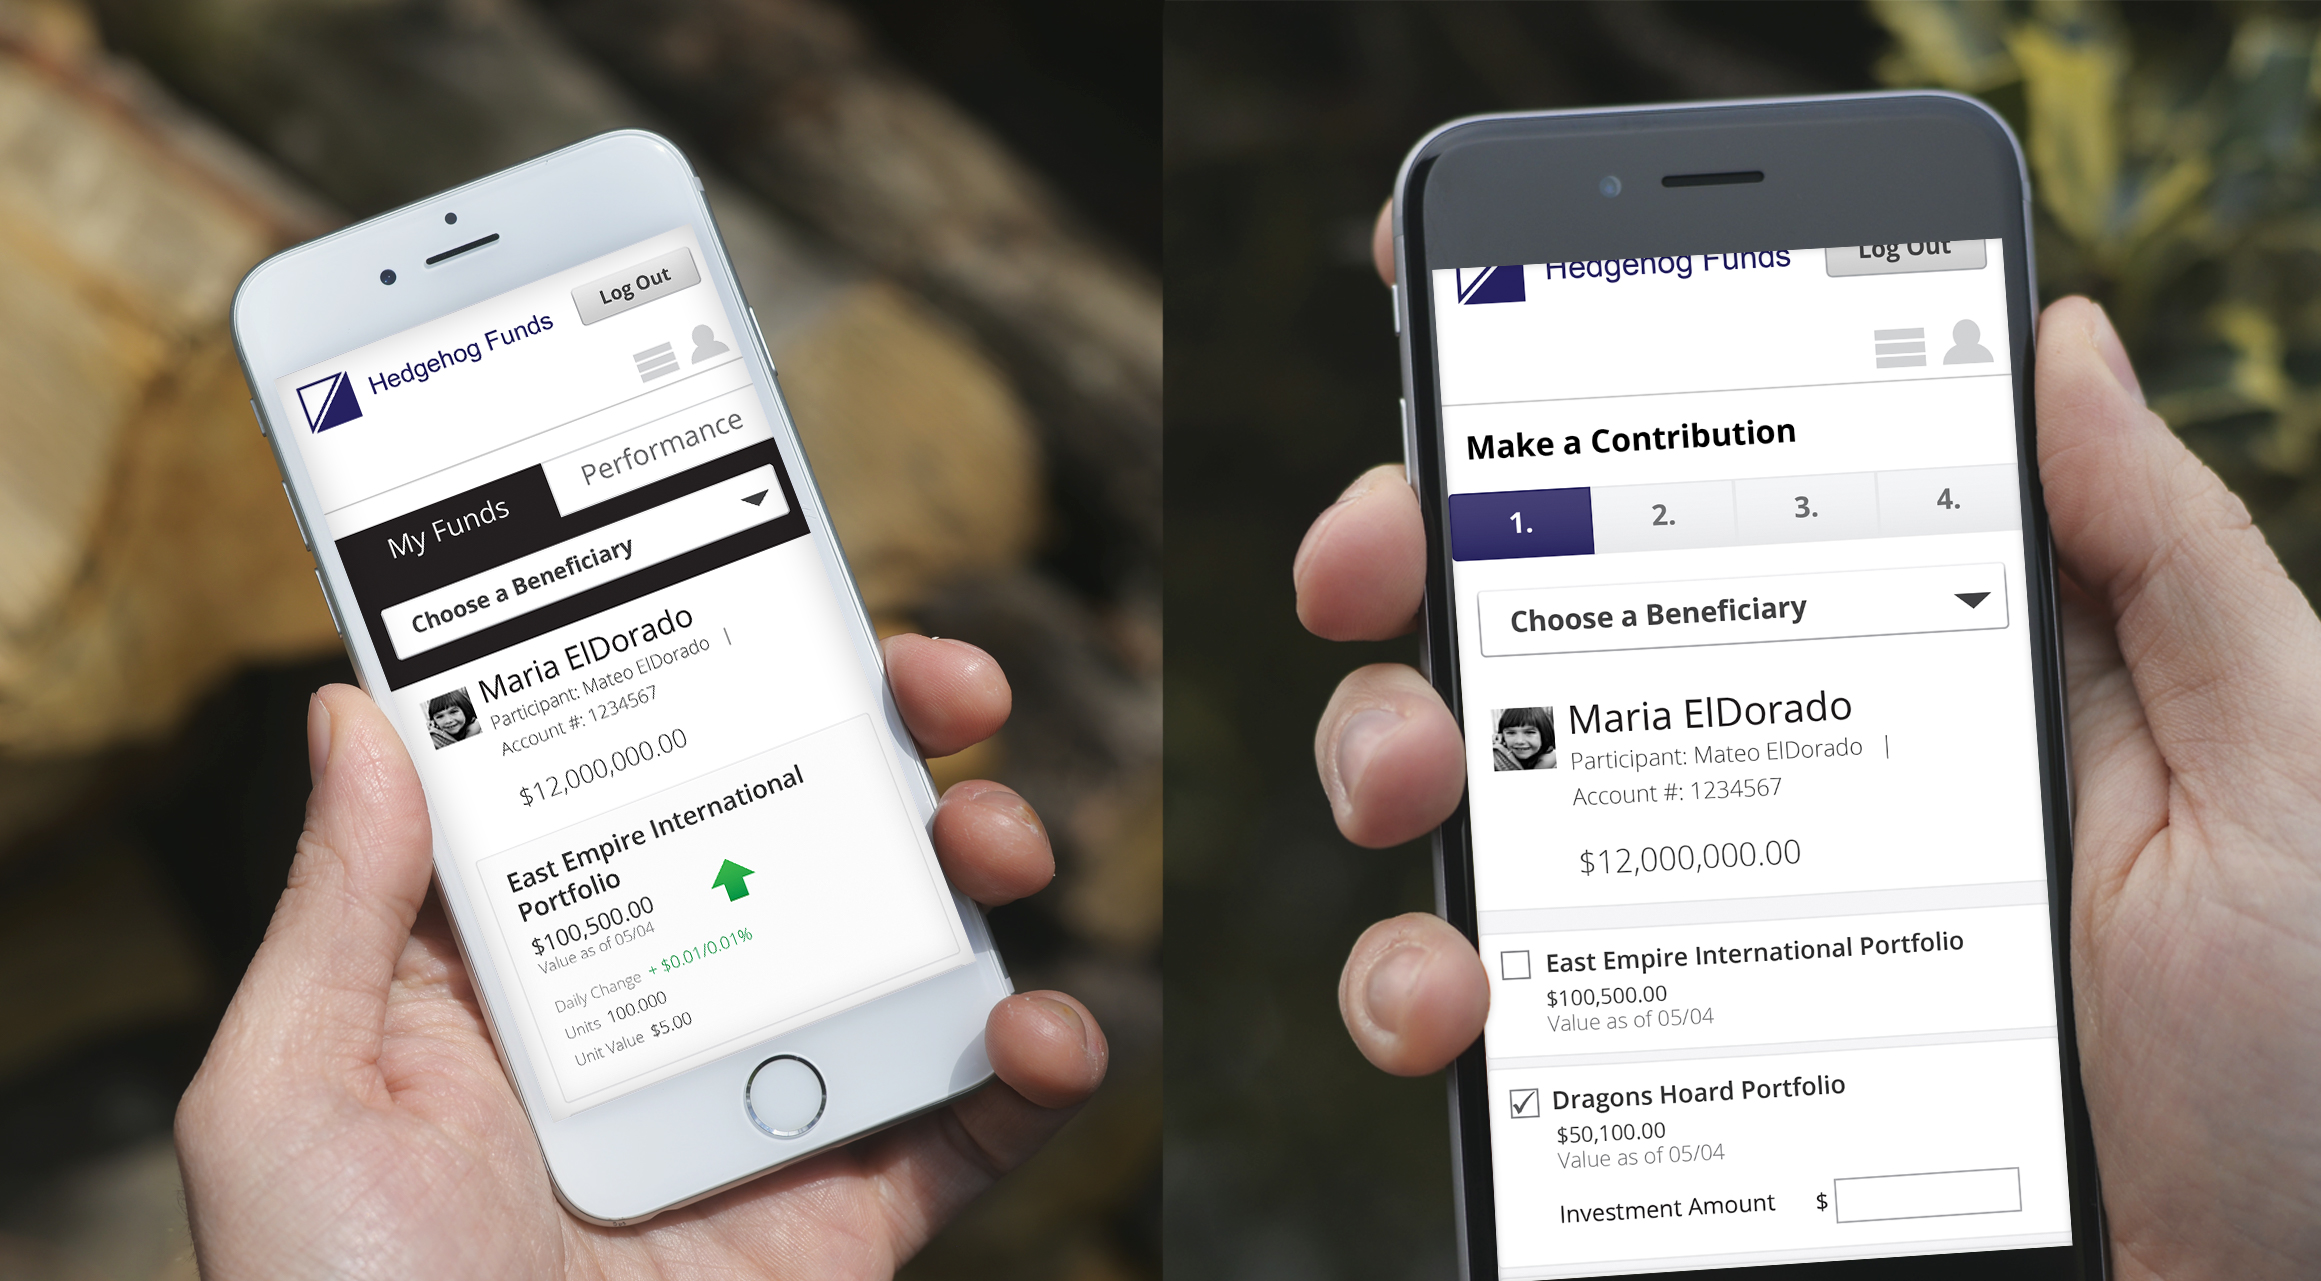 Log Out
Hedgehog Funds
My Funds
Performance
Choose a Beneficiary
Maria ElDorado
Participant: Mateo ElDorado |
Account #: 1234567
$12,000,000.00
East Empire International
Portfolio
$100,500.00
Value as of 05/04
Daily Change + $0.01/0.01%
Units 100.000
Unit Value $5.00
Hedgehog Funds
Log Out
Make a Contribution
1. 2. 3. 4.
Choose a Beneficiary
Maria ElDorado
Participant: Mateo ElDorado |
Account #: 1234567
$12,000,000.00
East Empire International Portfolio
$100,500.00
Value as of 05/04
Dragons Hoard Portfolio
$50,100.00
Value as of 05/04
Investment Amount $